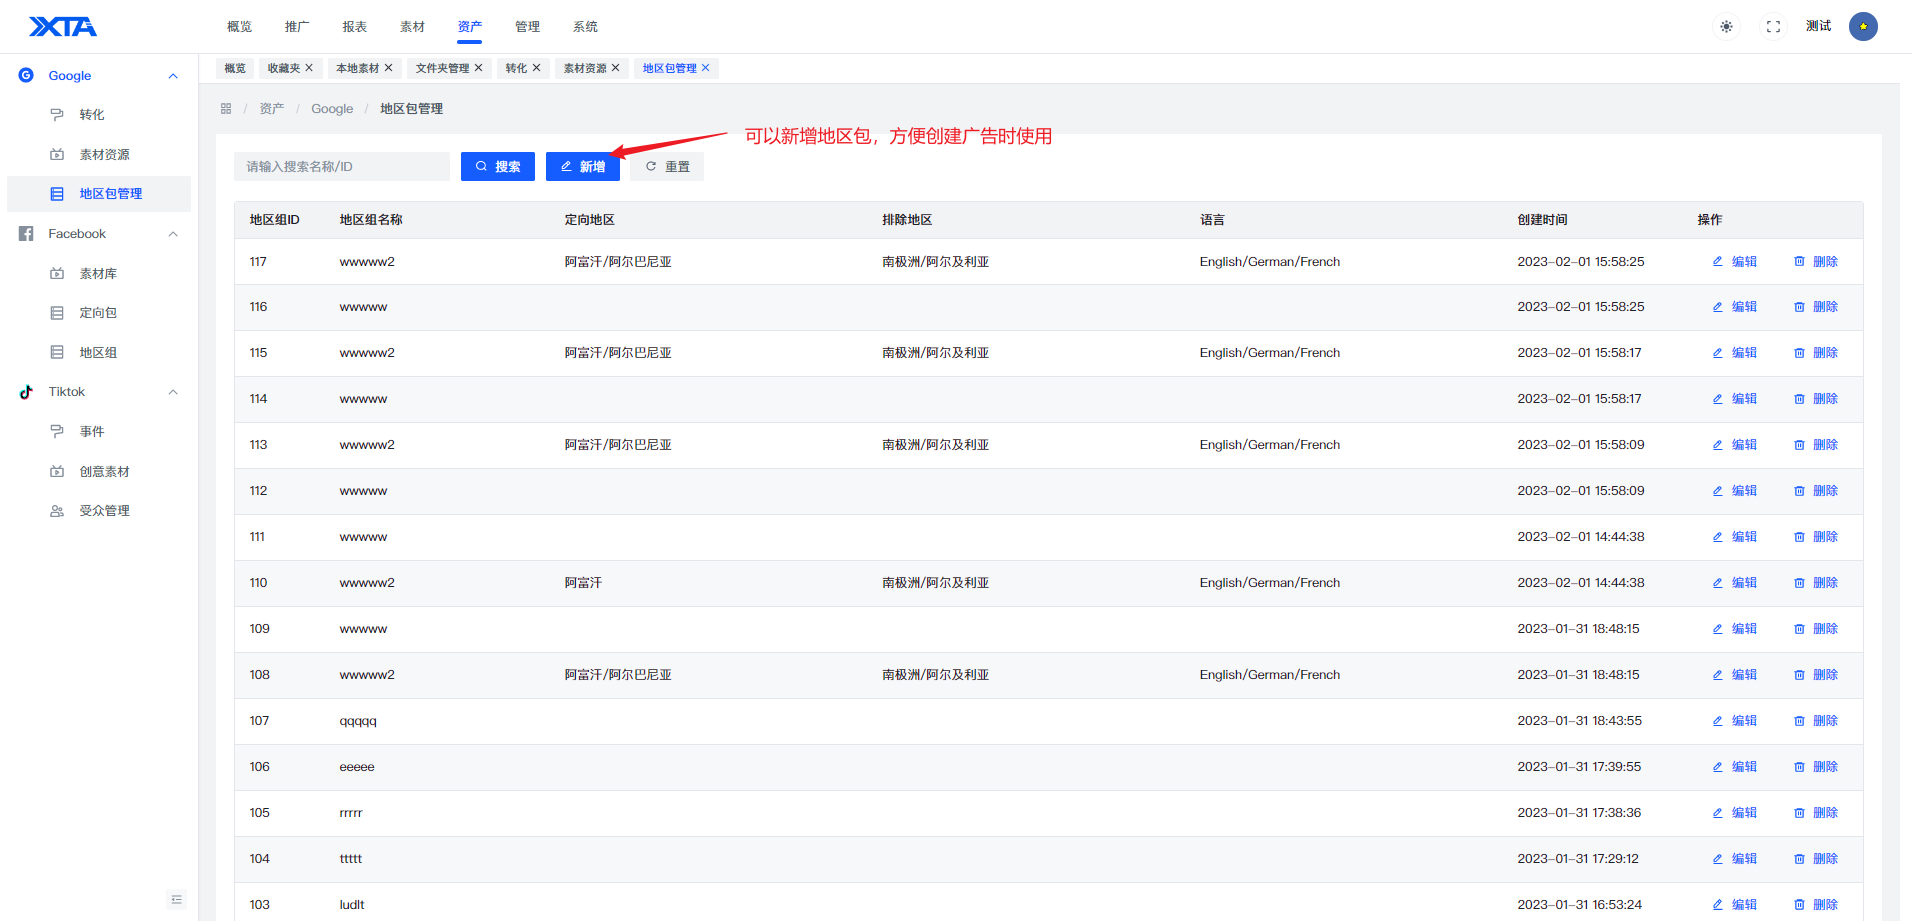 XTA
概览 推广 报表 素材 资产 管理 系统
测试
Google
转化
素材资源
地区包管理
Facebook
素材库
定向包
地区组
Tiktok
事件
创意素材
受众管理
概览 收藏夹 本地素材 文件夹管理 转化 素材资源 地区包管理
/ 资产 / Google / 地区包管理
可以新增地区包，方便创建广告时使用
请输入搜索名称/ID 搜索 新增 重置
地区组ID 地区组名称 定向地区 排除地区 语言 创建时间 操作
117 wwwww2 阿富汗/阿尔巴尼亚 南极洲/阿尔及利亚 English/German/French 2023-02-01 15:58:25 编辑 删除
116 wwwww 2023-02-01 15:58:25 编辑 删除
115 wwwww2 阿富汗/阿尔巴尼亚 南极洲/阿尔及利亚 English/German/French 2023-02-01 15:58:17 编辑 删除
114 wwwww 2023-02-01 15:58:17 编辑 删除
113 wwwww2 阿富汗/阿尔巴尼亚 南极洲/阿尔及利亚 English/German/French 2023-02-01 15:58:09 编辑 删除
112 wwwww 2023-02-01 15:58:09 编辑 删除
111 wwwww 2023-02-01 14:44:38 编辑 删除
110 wwwww2 阿富汗 南极洲/阿尔及利亚 English/German/French 2023-02-01 14:44:38 编辑 删除
109 wwwww 2023-01-31 18:48:15 编辑 删除
108 wwwww2 阿富汗/阿尔巴尼亚 南极洲/阿尔及利亚 English/German/French 2023-01-31 18:48:15 编辑 删除
107 qqqqq 2023-01-31 18:43:55 编辑 删除
106 eeeee 2023-01-31 17:39:55 编辑 删除
105 rrrrr 2023-01-31 17:38:36 编辑 删除
104 ttttt 2023-01-31 17:29:12 编辑 删除
103 ludlt 2023-01-31 16:53:24 编辑 删除